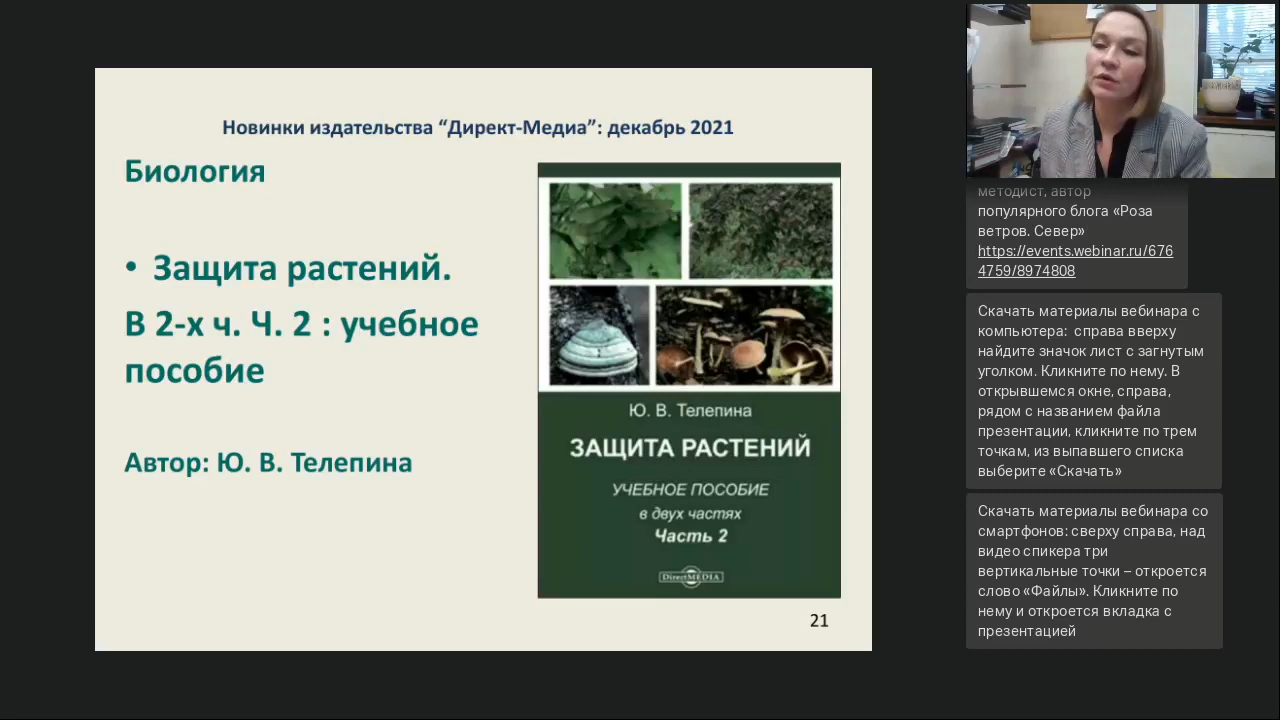 Новинки издательства “Директ-Медиа”: декабрь 2021
Биология
• Защита растений.
В 2-х ч. Ч. 2 : учебное
пособие
Автор: Ю. В. Телепина
Ю. В. Телепина
ЗАЩИТА РАСТЕНИЙ
УЧЕБНОЕ ПОСОБИЕ
в двух частях
Часть 2
DirectMEDIA
21
методист, автор
популярного блога «Роза
ветров. Север»
https://events.webinar.ru/676
4759/8974808
Скачать материалы вебинара с
компьютера:  справа вверху
найдите значок лист с загнутым
уголком. Кликните по нему. В
открывшемся окне, справа,
рядом с названием файла
презентации, кликните по трем
точкам, из выпавшего списка
выберите «Скачать»
Скачать материалы вебинара со
смартфонов: сверху справа, над
видео спикера три
вертикальные точки – откроется
слово «Файлы». Кликните по
нему и откроется вкладка с
презентацией